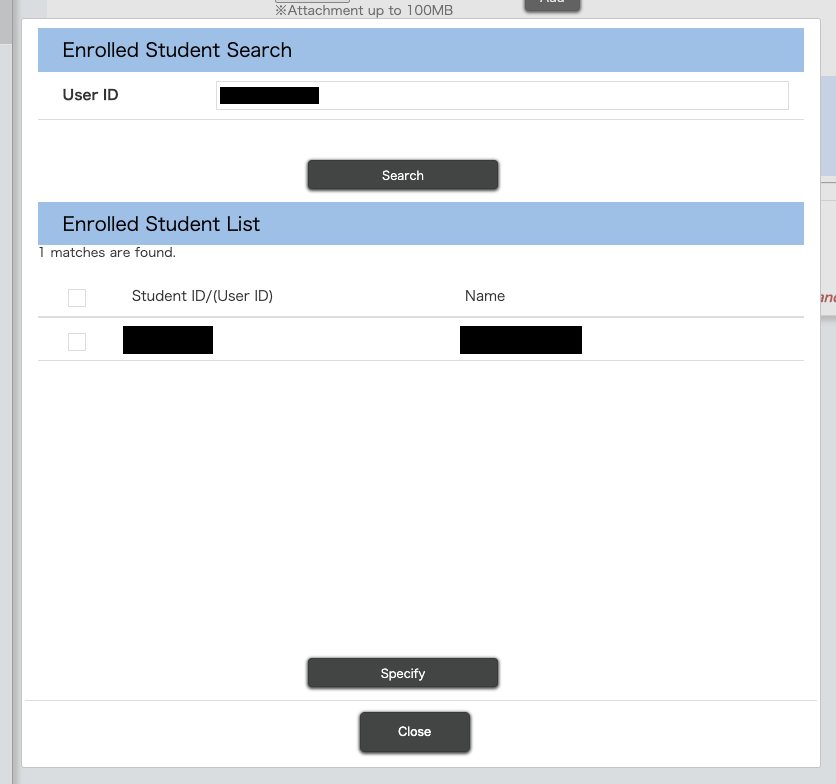 ※Attachment up to 100MB
Enrolled Student Search
User ID
Search
Enrolled Student List
1 matches are found.
Student ID/(User ID) Name
Specify
Close